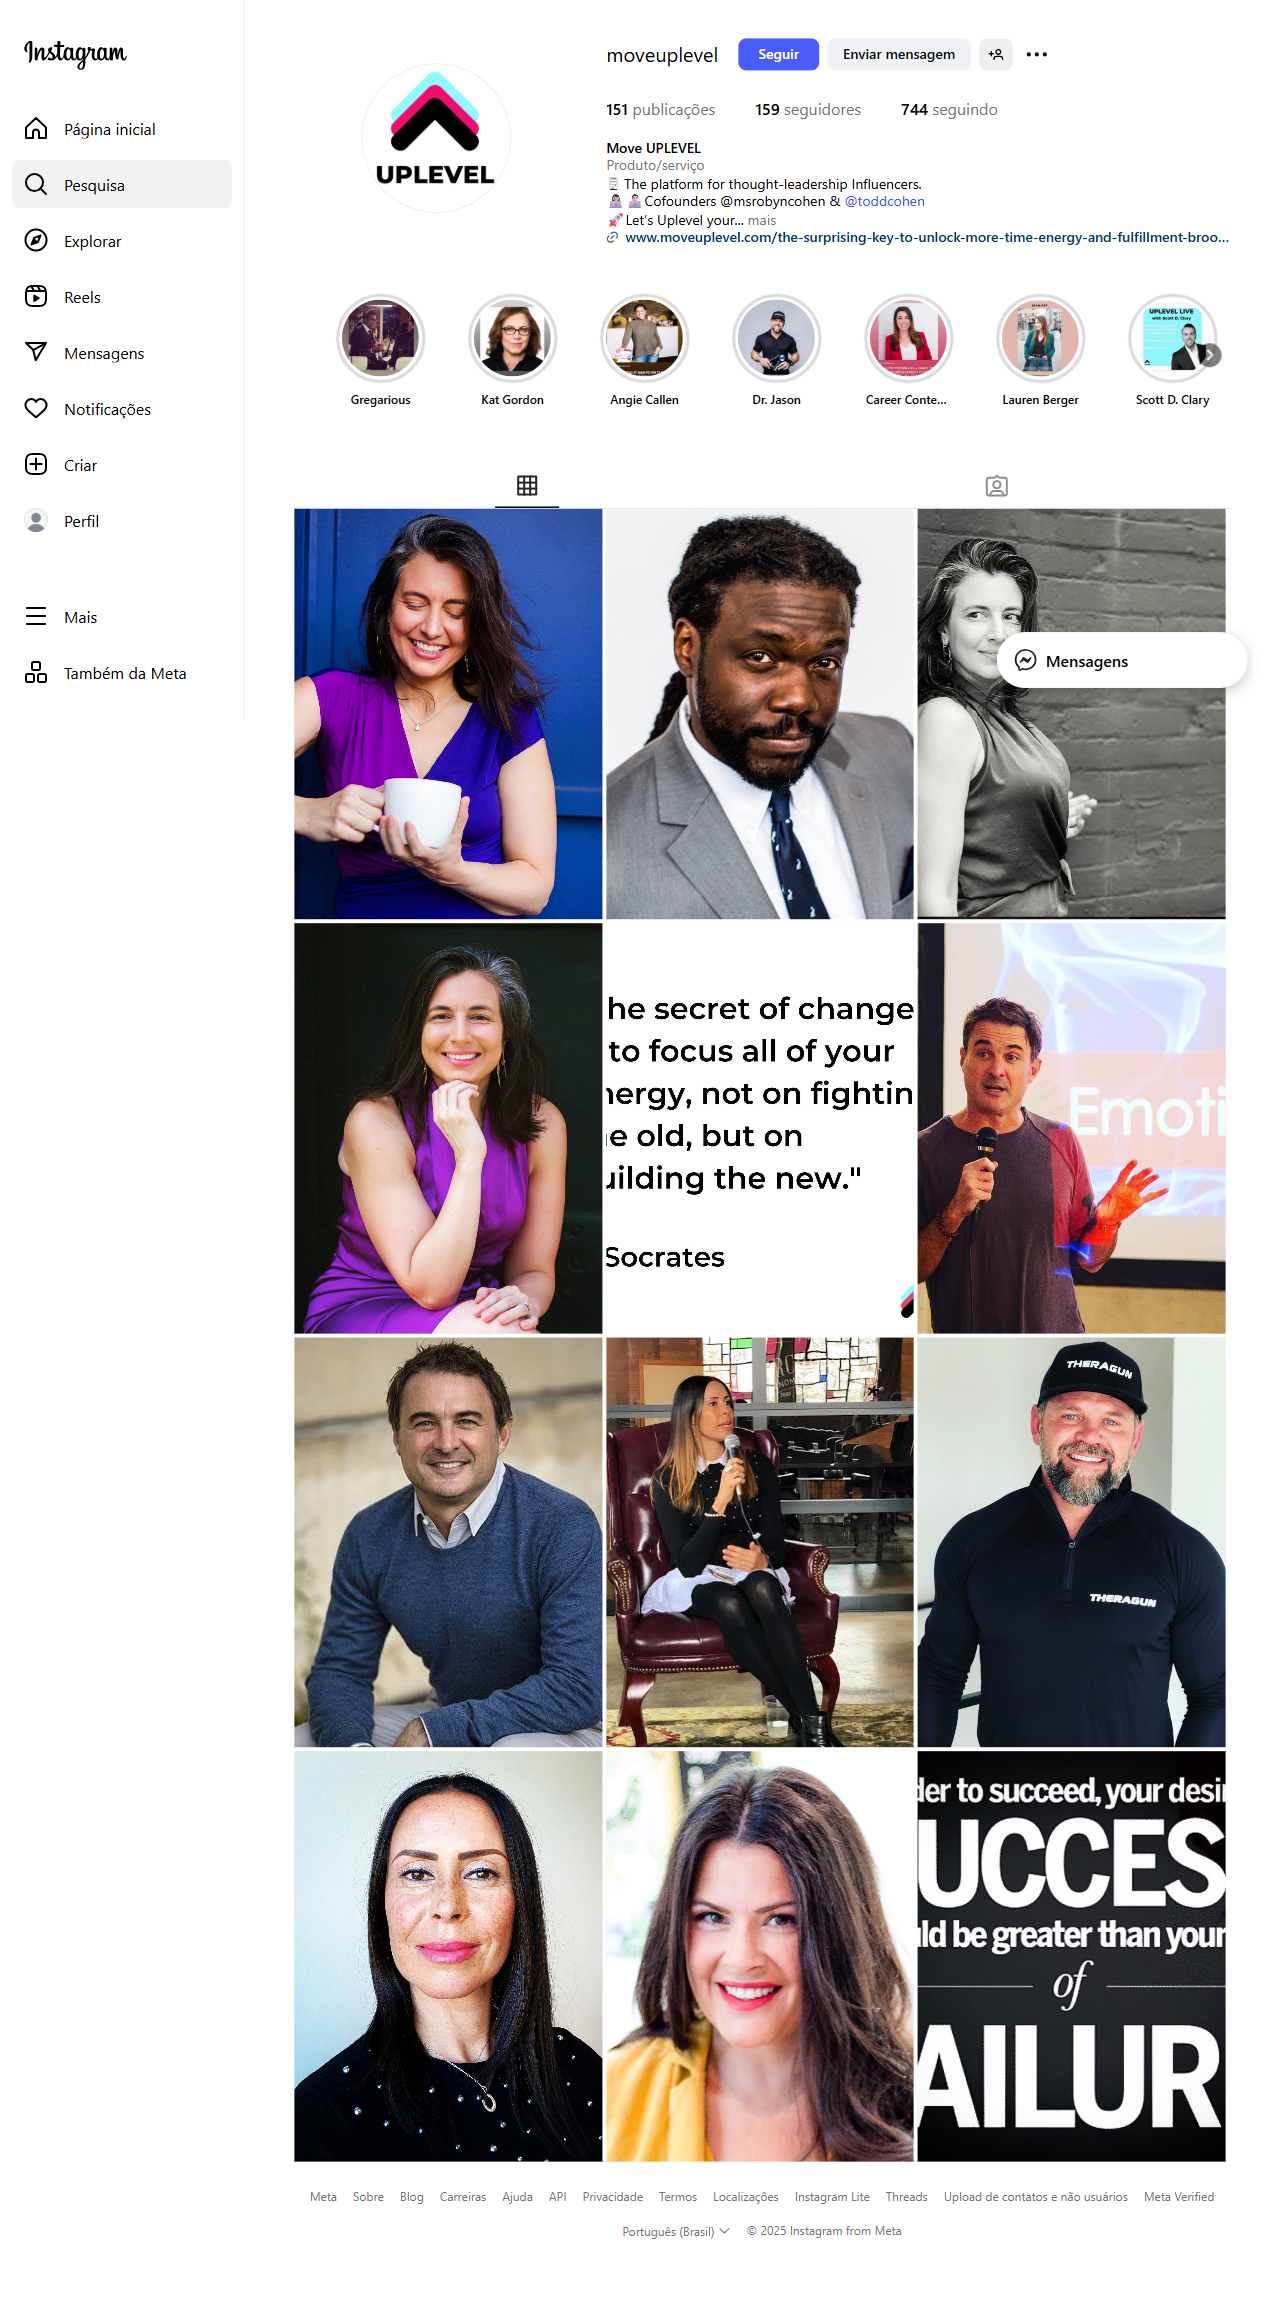 Instagram
Página inicial
Pesquisa
Explorar
Reels
Mensagens
Notificações
Criar
Perfil
Mais
Também da Meta
moveuplevel
Seguir
Enviar mensagem
151 publicações
159 seguidores
744 seguindo
UPLEVEL
Move UPLEVEL
Produto/serviço
The platform for thought-leadership Influencers.
Cofounders @msrobyncohen & @toddcohen
Let's Uplevel your... mais
www.moveuplevel.com/the-surprising-key-to-unlock-more-time-energy-and-fulfillment-broo...
UPLEVEL LIVE
with Scott D. Clary
Gregarious
Kat Gordon
Angie Callen
Dr. Jason
Career Conte...
Lauren Berger
Scott D. Clary
Mensagens
he secret of change
to focus all of your
nergy, not on fightin
e old, but on
uilding the new."
Socrates
Emoti
THERAGUN
THERAGUN
der to succeed, your desi
UCCES
ld be greater than your
of
AILUR
Meta Sobre Blog Carreiras Ajuda API Privacidade Termos Localizações Instagram Lite Threads Upload de contatos e não usuários Meta Verified
Português (Brasil) © 2025 Instagram from Meta